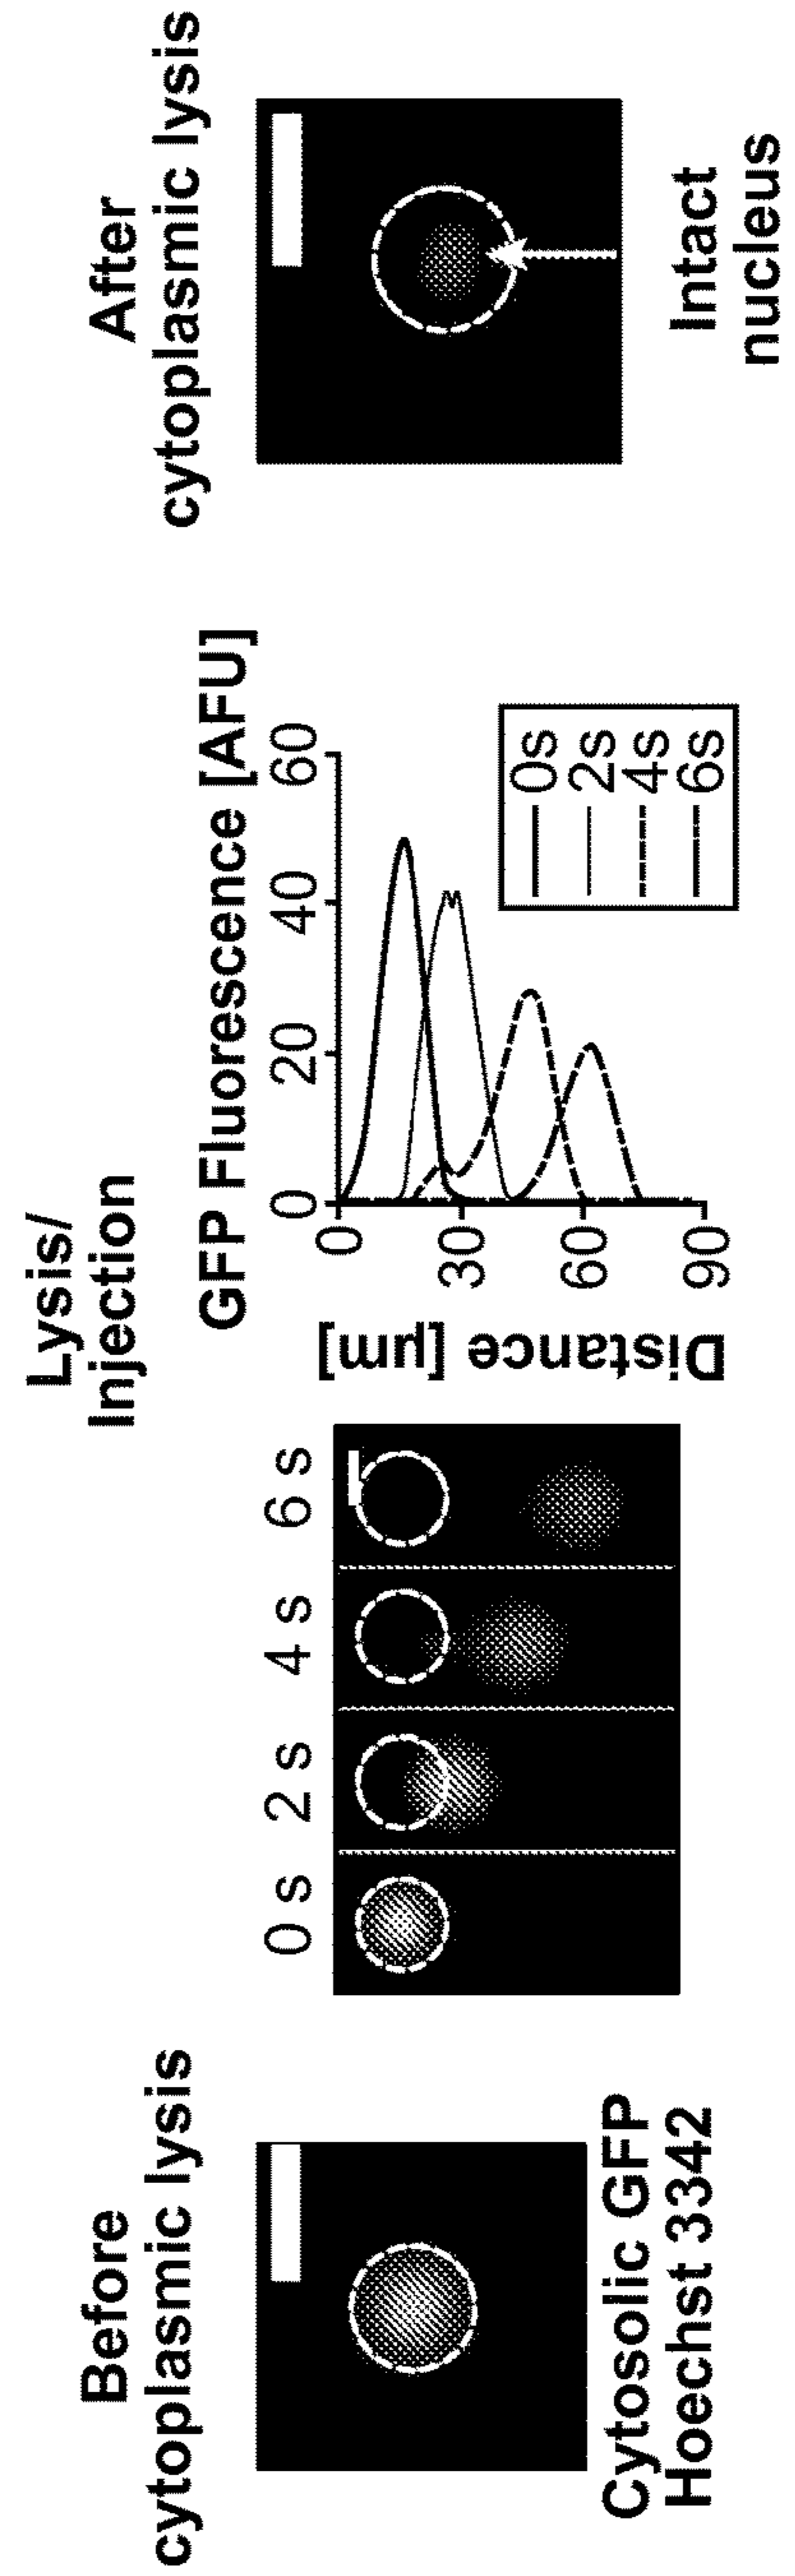 Before
cytoplasmic lysis
Cytosolic GFP
Hoechst 3342
Lysis/
Injection
0 s 2 s 4 s 6 s
GFP Fluorescence [AFU]
0 20 40 60
Distance [µm]
0
30
60
90
0s
2s
4s
6s
After
cytoplasmic lysis
Intact
nucleus